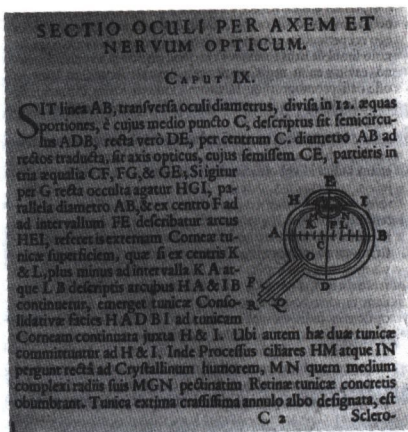 SECTIO OCULI PER AXEM ET
NERVUM OPTICUM.
CAPUT IX.
SIT linea AB, transversa oculi diametrus, divisa in 12. æquas
portiones, è cujus medio puncto C, descriptus sit semicircu-
lus ADB, recta verò DE, per centrum C. diametro AB ad
rectos traducta, sit axis opticus, cujus semissem CE, partieris in
tria æqualia CF, FG, & GE, Si igitur
per G recta occulta agatur HGI, pa-
rallela diametro AB, & ex centro F ad
ad intervallum FE describatur arcus
HEI, referet is extremam Corneæ tu-
nicæ superficiem, quæ si ex centris K
& L, plus minus ad intervalla K A at-
que L B descriptis arcubus HA & IB
continuetur, emerget tunicæ Conso-
lidativæ facies HADBI ad tunicam
Corneam continuata juxta H & I. Ubi autem hæ duæ tunicæ
committuntur ad H & I, Inde Processus ciliares HM atque IN
pergunt rectà ad Crystallinum humorem, MN quem medium
complexi radiis suis MGN pectinatim Retinæ tunicæ concretis
obumbrant. Tunica extima crassissima annulo albo designata, est
C 2 Sclero-
E
H I
K F L
A B
C
O
D
P
R Q